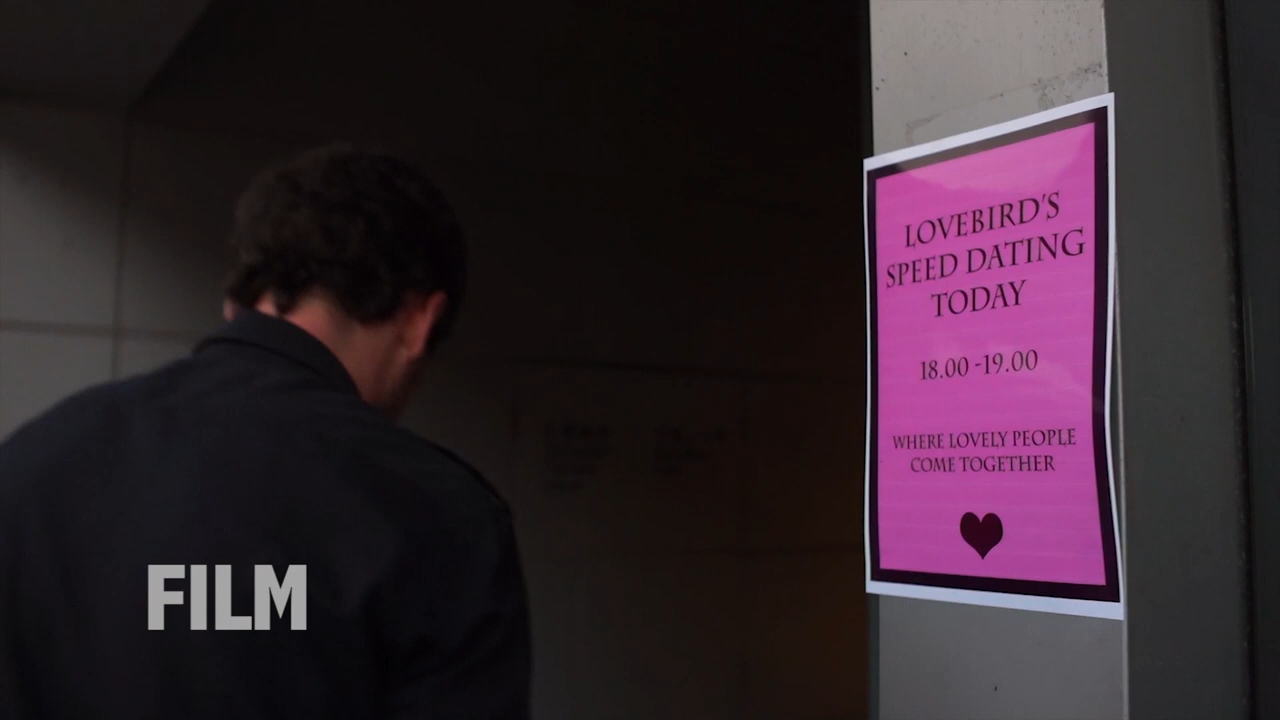 LOVEBIRD'S
SPEED DATING
TODAY
18.00 -19.00
WHERE LOVELY PEOPLE
COME TOGETHER
FILM